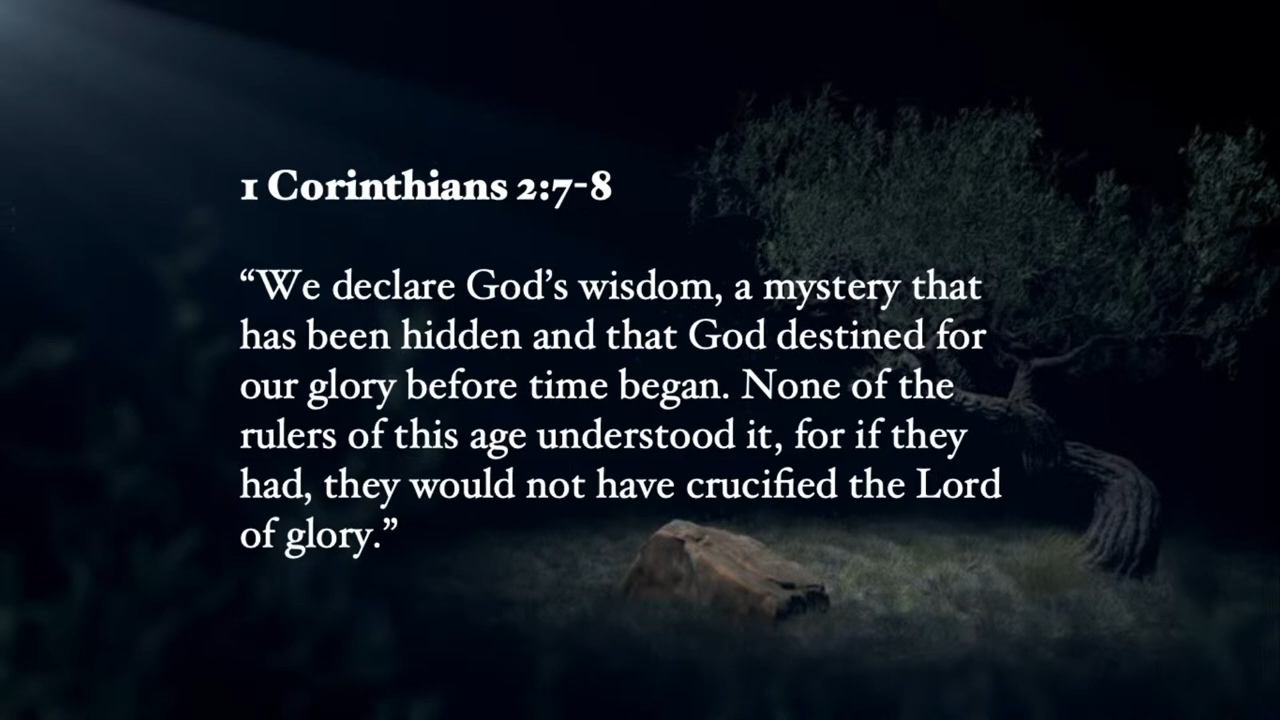 1 Corinthians 2:7-8
“We declare God’s wisdom, a mystery that
has been hidden and that God destined for
our glory before time began. None of the
rulers of this age understood it, for if they
had, they would not have crucified the Lord
of glory.”